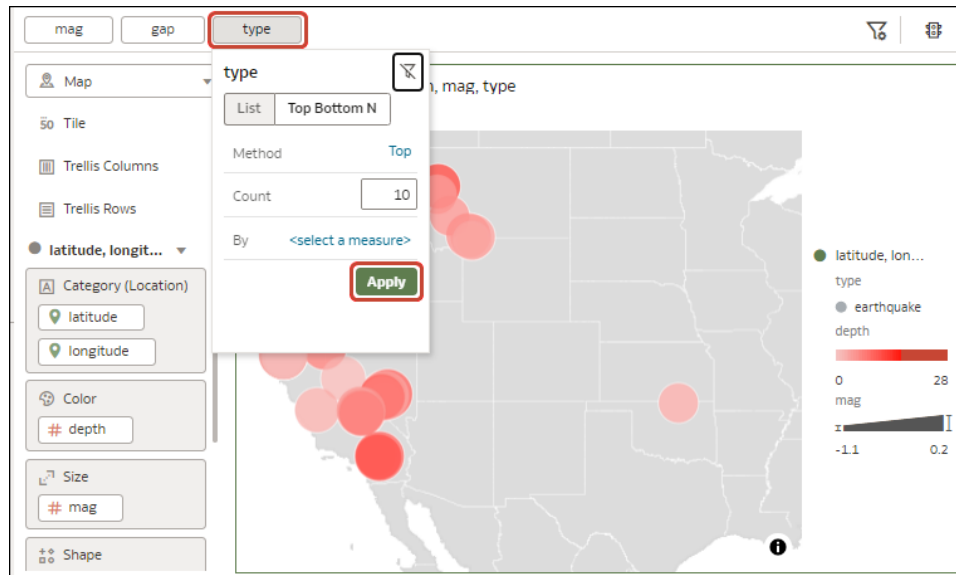 mag gap type
type
List Top Bottom N
Method Top
Count 10
By <select a measure>
Apply
Map
50 Tile
Trellis Columns
Trellis Rows
latitude, longit...
A Category (Location)
latitude
longitude
Color
# depth
Size
# mag
Shape
, mag, type
latitude, lon...
type
earthquake
depth
0 28
mag
-1.1 0.2